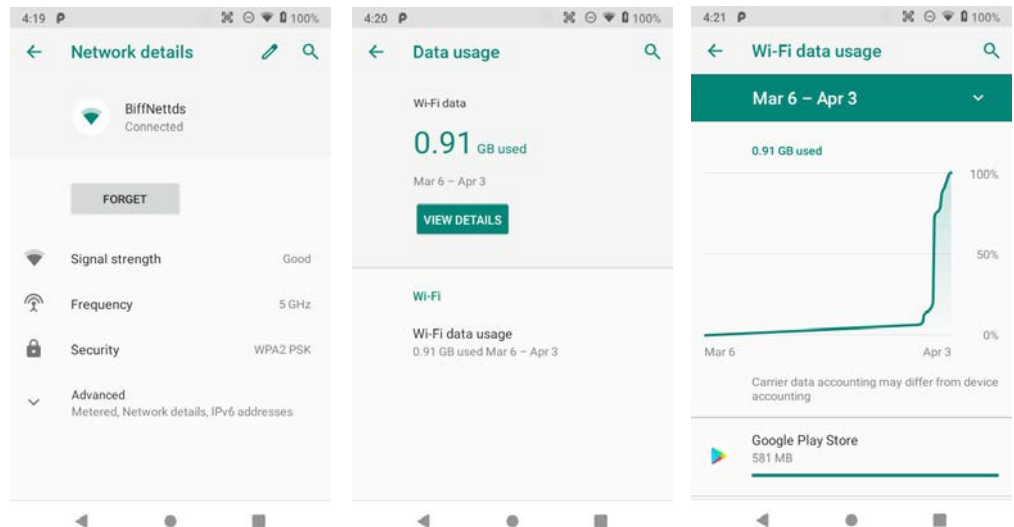 4:19 P 100%
Network details
BiffNettds
Connected
FORGET
Signal strength Good
Frequency 5 GHz
Security WPA2 PSK
Advanced
Metered, Network details, IPv6 addresses
4:20 P 100%
Data usage
Wi-Fi data
0.91 GB used
Mar 6 – Apr 3
VIEW DETAILS
Wi-Fi
Wi-Fi data usage
0.91 GB used Mar 6 – Apr 3
4:21 P 100%
Wi-Fi data usage
Mar 6 – Apr 3
0.91 GB used
100%
50%
0%
Mar 6 Apr 3
Carrier data accounting may differ from device
accounting
Google Play Store
581 MB